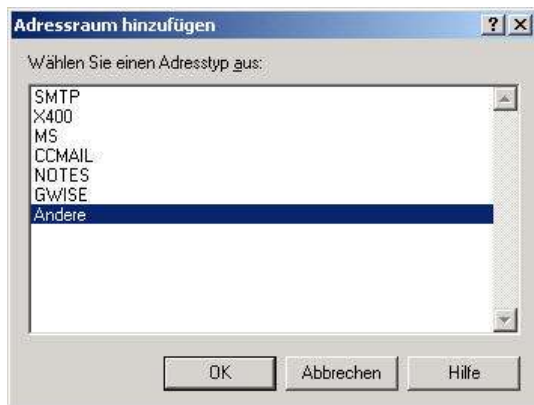 Adressraum hinzufügen
Wählen Sie einen Adresstyp aus:
SMTP
X400
MS
CCMAIL
NOTES
GWISE
Andere
OK Abbrechen Hilfe